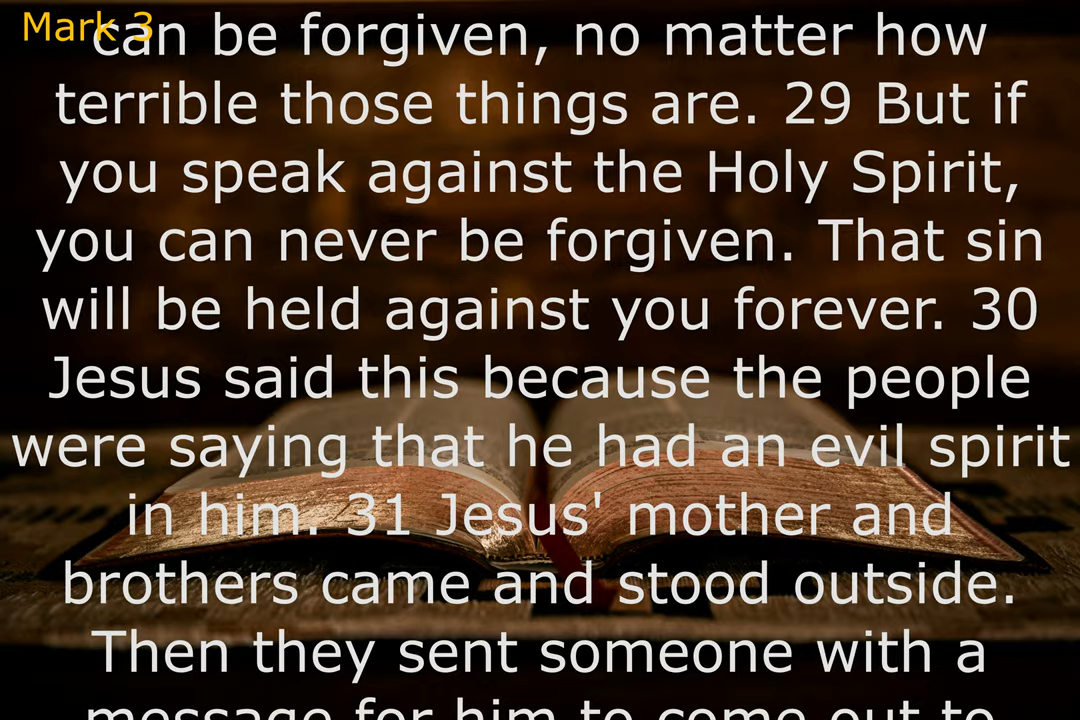 Mark 3
can be forgiven, no matter how
terrible those things are. 29 But if
you speak against the Holy Spirit,
you can never be forgiven. That sin
will be held against you forever. 30
Jesus said this because the people
were saying that he had an evil spirit
in him. 31 Jesus' mother and
brothers came and stood outside.
Then they sent someone with a
message for him to come out to